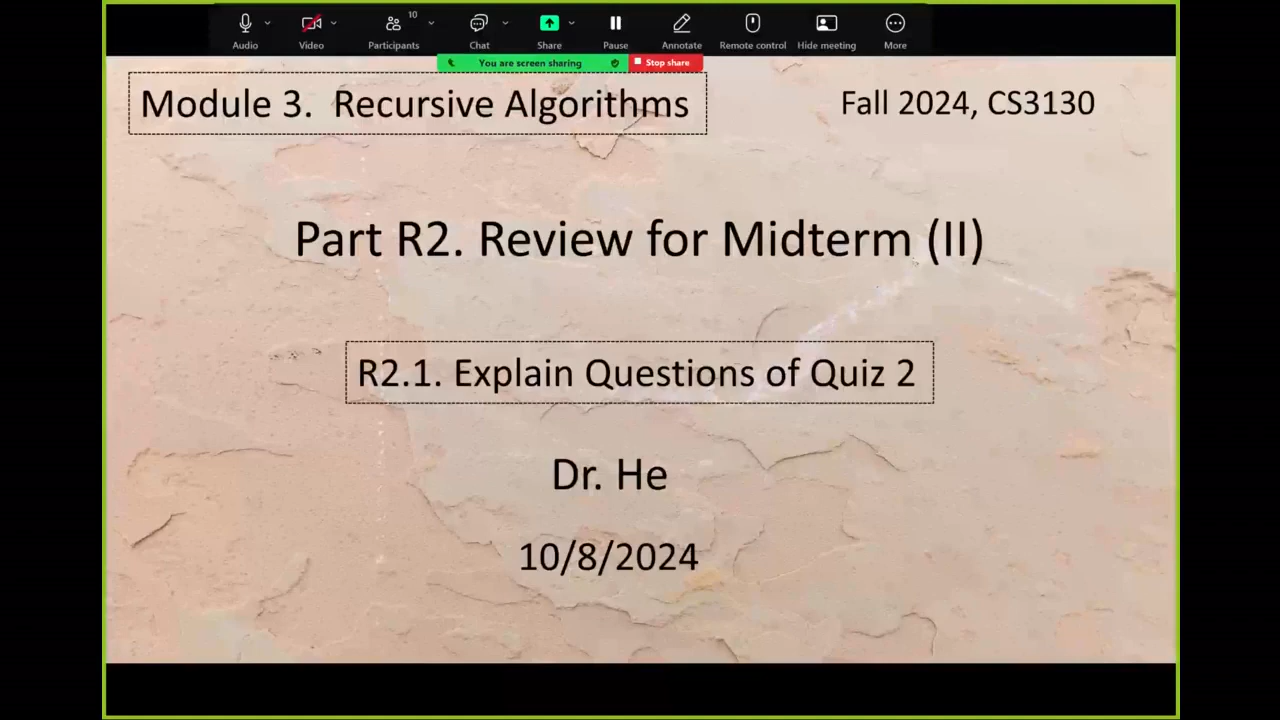 10
Audio Video Participants Chat Share Pause Annotate Remote control Hide meeting More
You are screen sharing Stop share
Module 3. Recursive Algorithms Fall 2024, CS3130
Part R2. Review for Midterm (II)
R2.1. Explain Questions of Quiz 2
Dr. He
10/8/2024